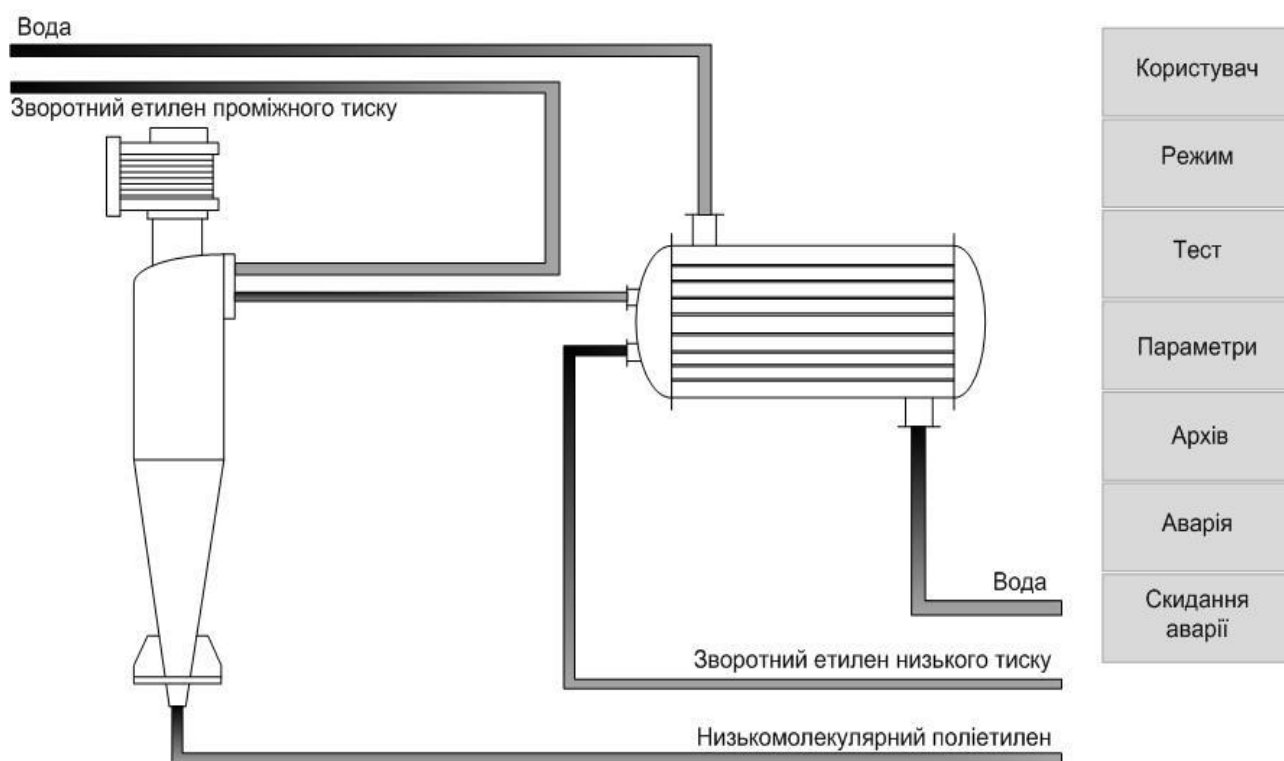 Вода
Зворотний етилен проміжного тиску
Вода
Зворотний етилен низького тиску
Низькомолекулярний поліетилен
Користувач
Режим
Тест
Параметри
Архів
Аварія
Скидання
аварії